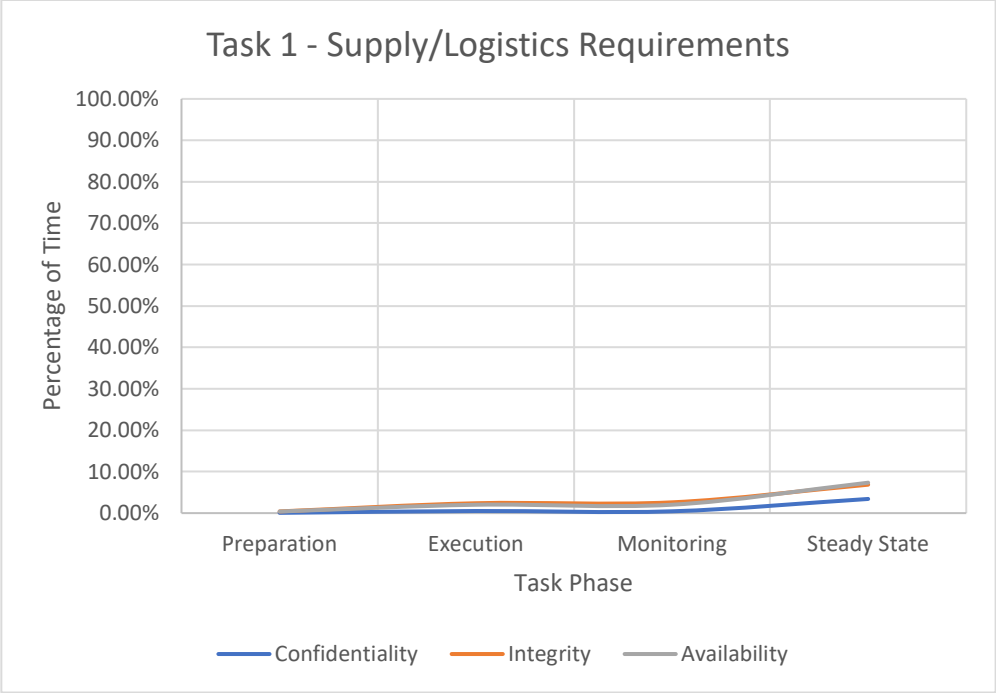 Task 1 - Supply/Logistics Requirements
100.00%
90.00%
80.00%
70.00%
60.00%
50.00%
40.00%
30.00%
20.00%
10.00%
0.00%
Percentage of Time
Preparation
Execution
Monitoring
Steady State
Task Phase
Confidentiality
Integrity
Availability